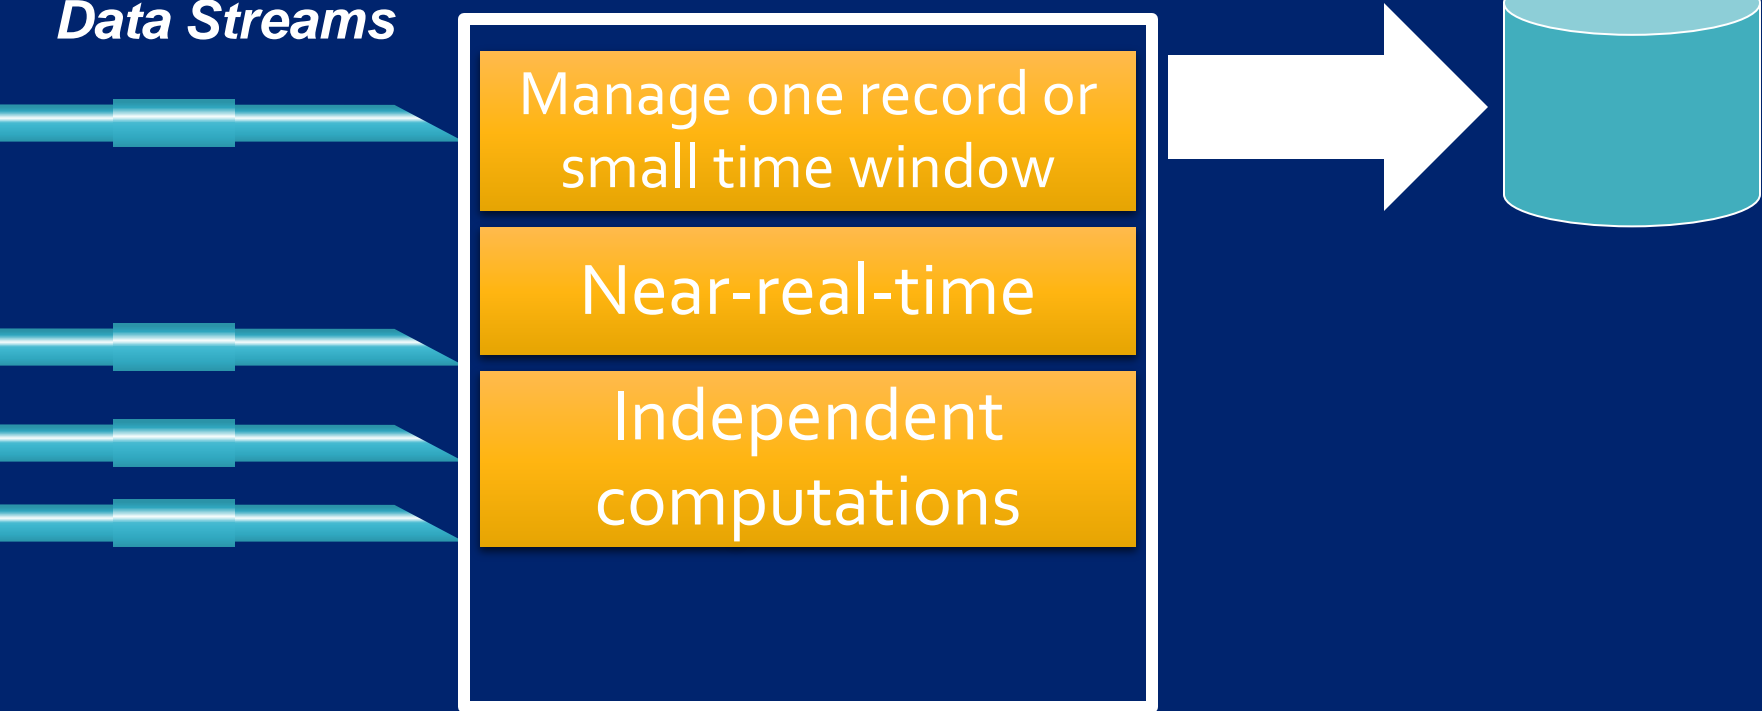 Data Streams
Manage one record or
small time window
Near-real-time
Independent
computations